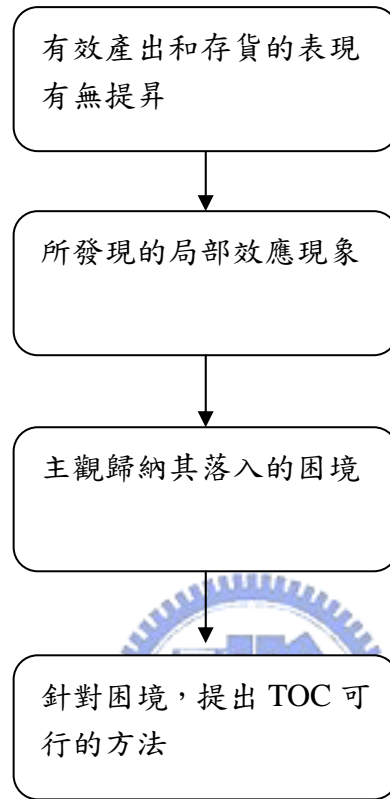 有效產出和存貨的表現
有無提昇
所發現的局部效應現象
主觀歸納其落入的困境
針對困境，提出 TOC 可
行的方法